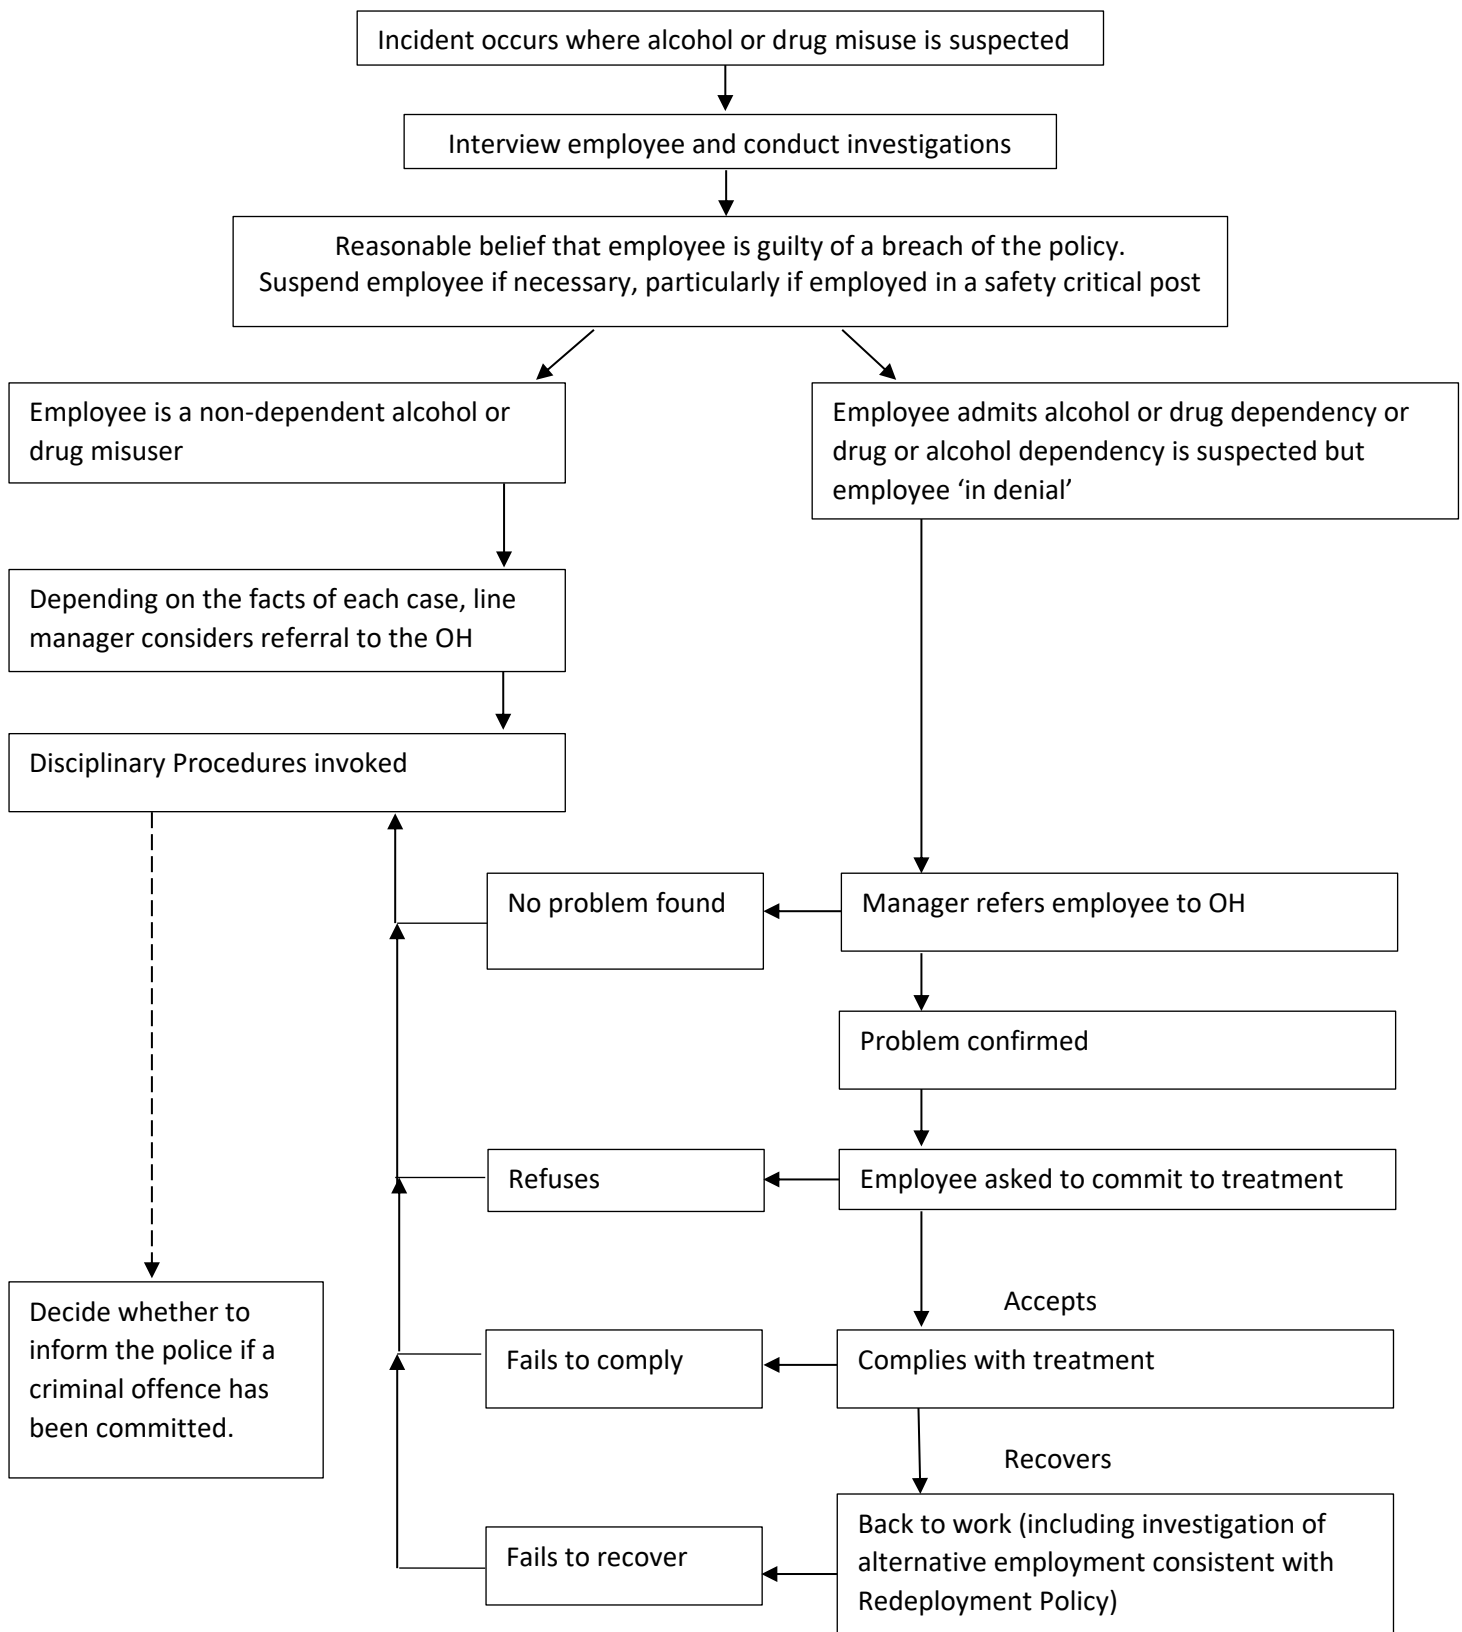 Incident occurs where alcohol or drug misuse is suspected
Interview employee and conduct investigations
Reasonable belief that employee is guilty of a breach of the policy.
Suspend employee if necessary, particularly if employed in a safety critical post
Employee is a non-dependent alcohol or
drug misuser
Employee admits alcohol or drug dependency or
drug or alcohol dependency is suspected but
employee ‘in denial’
Depending on the facts of each case, line
manager considers referral to the OH
Disciplinary Procedures invoked
No problem found
Manager refers employee to OH
Problem confirmed
Refuses
Employee asked to commit to treatment
Decide whether to
inform the police if a
criminal offence has
been committed.
Accepts
Fails to comply
Complies with treatment
Recovers
Fails to recover
Back to work (including investigation of
alternative employment consistent with
Redeployment Policy)